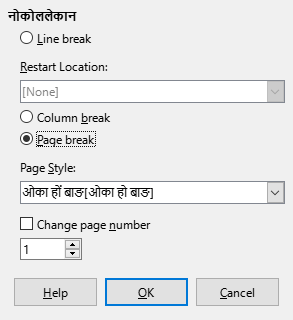 नोकोललेकान
Line break
Restart Location:
[None]
Column break
Page break
Page Style:
ओका हों बाङ[ओका हो बाङ]
Change page number
1
Help
OK
Cancel